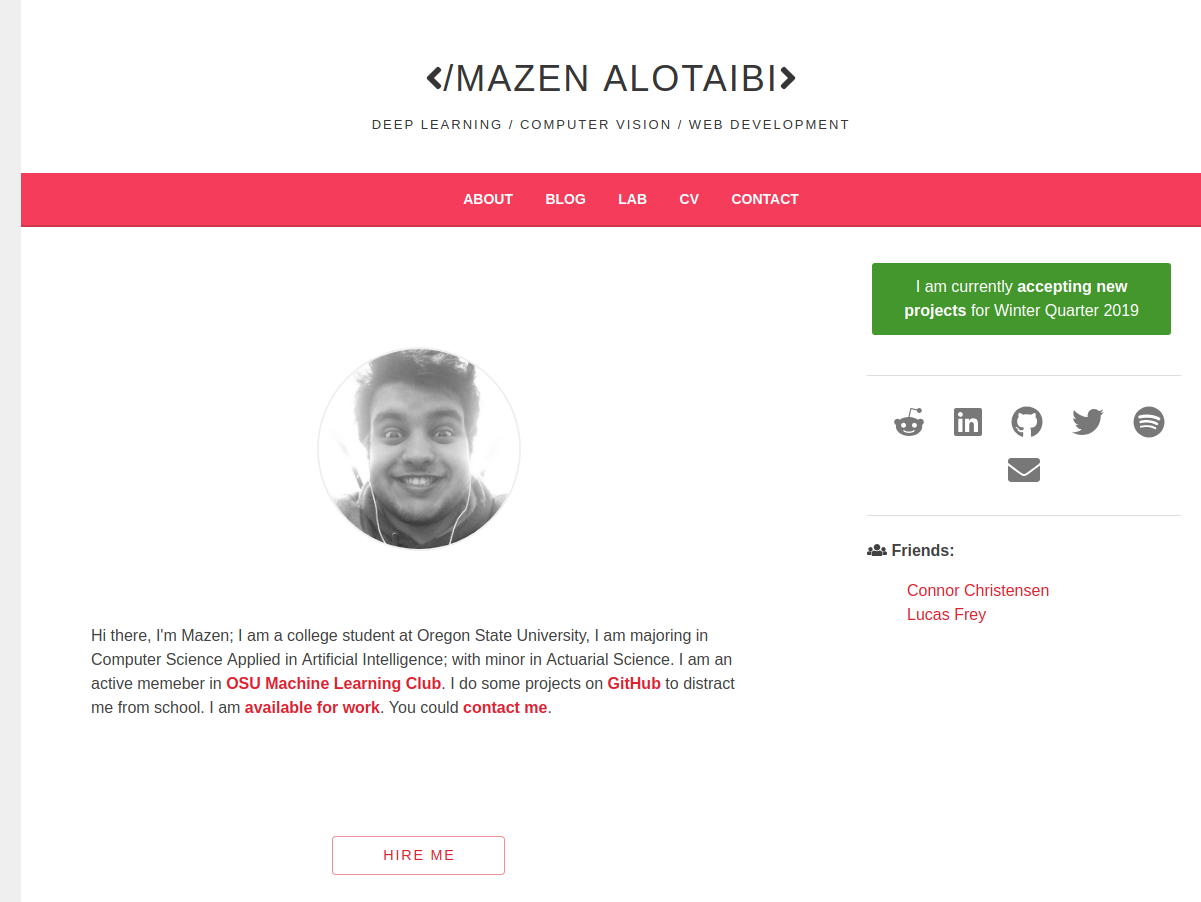 </MAZEN ALOTAIBI>
DEEP LEARNING / COMPUTER VISION / WEB DEVELOPMENT
ABOUT BLOG LAB CV CONTACT
I am currently accepting new
projects for Winter Quarter 2019
Friends:
Connor Christensen
Lucas Frey
Hi there, I'm Mazen; I am a college student at Oregon State University, I am majoring in
Computer Science Applied in Artificial Intelligence; with minor in Actuarial Science. I am an
active memeber in OSU Machine Learning Club. I do some projects on GitHub to distract
me from school. I am available for work. You could contact me.
HIRE ME